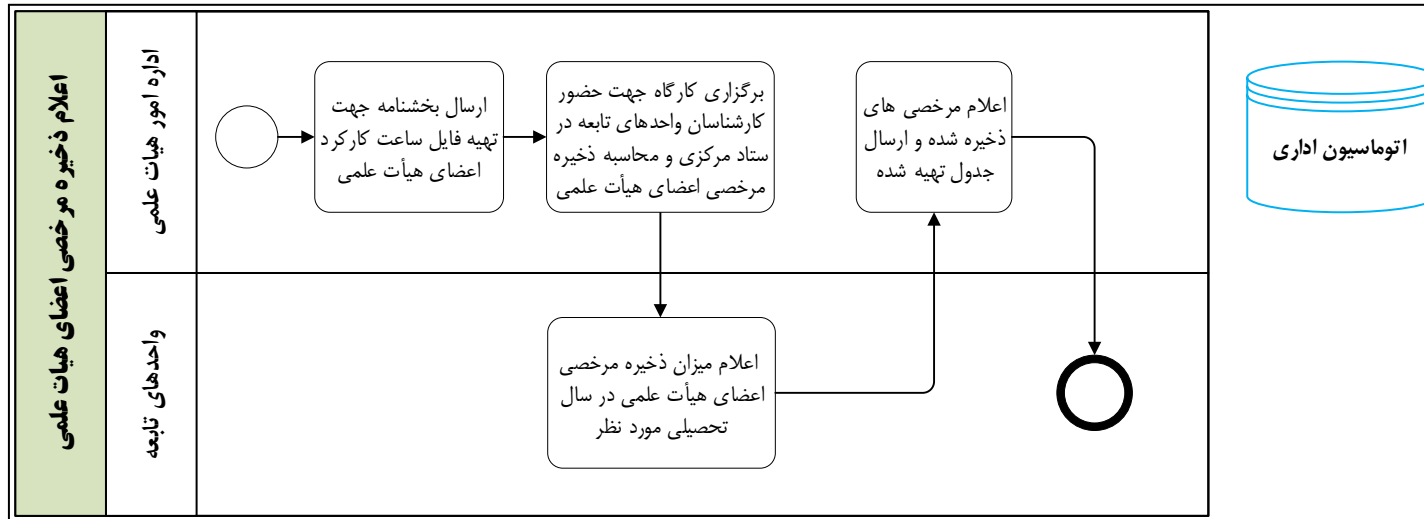 اعلام ذخیره مرخصی اعضای هیات علمی
اداره امور هیات علمی
ارسال بخشنامه جهت
تهیه فایل ساعت کارکرد
اعضای هیأت علمی
برگزاری کارگاه جهت حضور
کارشناسان واحدهای تابعه در
ستاد مرکزی و محاسبه ذخیره
مرخصی اعضای هیأت علمی
اعلام مرخصی های
ذخیره شده و ارسال
جدول تهیه شده
اتوماسیون اداری
واحدهای تابعه
اعلام میزان ذخیره مرخصی
اعضای هیأت علمی در سال
تحصیلی مورد نظر